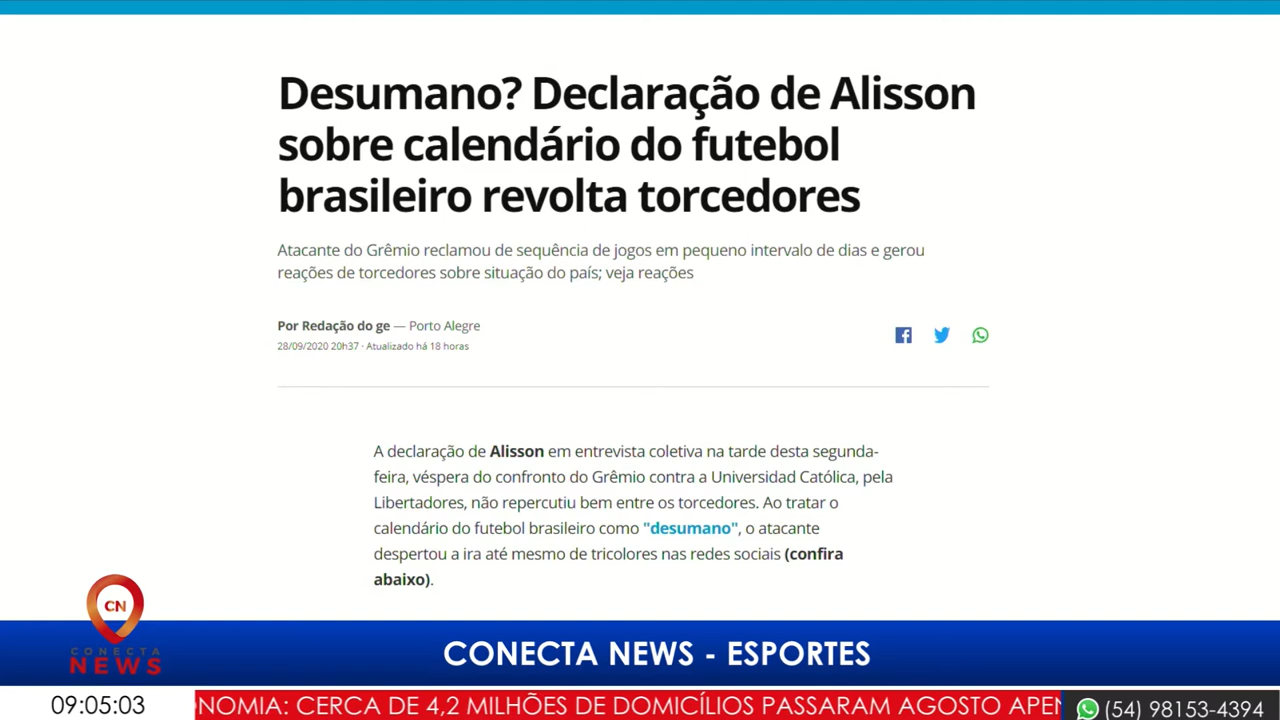 Desumano? Declaração de Alisson
sobre calendário do futebol
brasileiro revolta torcedores
Atacante do Grêmio reclamou de sequência de jogos em pequeno intervalo de dias e gerou
reações de torcedores sobre situação do país; veja reações
Por Redação do ge — Porto Alegre
28/09/2020 20h37 · Atualizado há 18 horas
A declaração de Alisson em entrevista coletiva na tarde desta segunda-
feira, véspera do confronto do Grêmio contra a Universidad Católica, pela
Libertadores, não repercutiu bem entre os torcedores. Ao tratar o
calendário do futebol brasileiro como "desumano", o atacante
despertou a ira até mesmo de tricolores nas redes sociais (confira
abaixo).
CN
CONECTA
NEWS
CONECTA NEWS - ESPORTES
09:05:03
NOMIA: CERCA DE 4,2 MILHÕES DE DOMICÍLIOS PASSARAM AGOSTO APEN
(54) 98153-4394